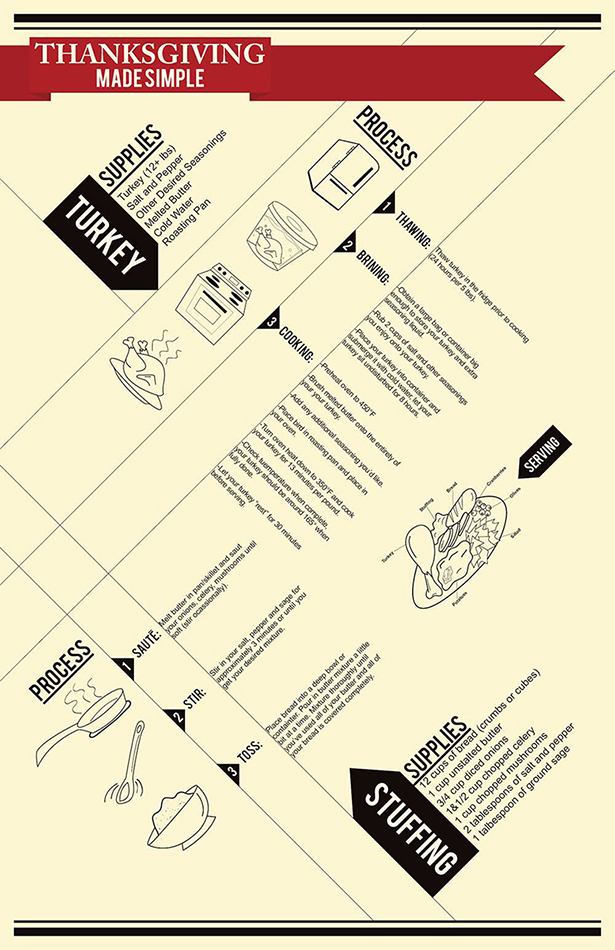 THANKSGIVING
MADE SIMPLE
TURKEY
SUPPLIES
Turkey (12+ lbs)
Salt and Pepper
Other Desired Seasonings
Melted Butter
Cold Water
Roasting Pan
PROCESS
1
THAWING:
Thaw turkey in the fridge prior to cooking
(24 hours per 5 lbs).
2
BRINING:
-Obtain a large bag or container big
enough to store your turkey and extra
seasoning liquid.
-Rub 2 cups of salt and other seasonings
you enjoy onto your turkey.
-Place your turkey into container and
submerge it with cold water, let your
turkey sit undisturbed for 8 hours.
3
COOKING:
-Preheat oven to 450°F
-Brush melted butter onto the entirety of
your your turkey.
-Add any additional seasoning you'd like.
-Place bird in roasting pan and place in
your oven.
-Turn oven heat down to 350°F and cook
your turkey for 13 minutes per pound.
-Check tuemperature when complete,
your turkey should be around 165° when
fully done.
-Let your turkey "rest" for 30 minutes
before serving.
SERVING
Turkey
Stuffing
Bread
Cranberries
Olives
Salad
Potatoes
PROCESS
1
SAUTE:
Melt butter in pan/skillet and saut
your onions, celery, mushrooms until
soft (stir ocassionally).
2
STIR:
Stir in your salt, pepper and sage for
approximately 3 minutes or until you
get your desired mixture.
3
TOSS:
Place bread into a deep bowl or
containter. Pour in butter mixture a little
bit at a time. Mixture thoroughly until
you've used all of your butter and all of
your bread is covered completely.
STUFFING
SUPPLIES
12 cups of bread (crumbs or cubes)
1 cup unslatled butter
3/4 cup diced onions
1&1/2 cup chopped celery
1 cup chopped mushrooms
2 tablespoons of salt and pepper
1 talbespoon of ground sage